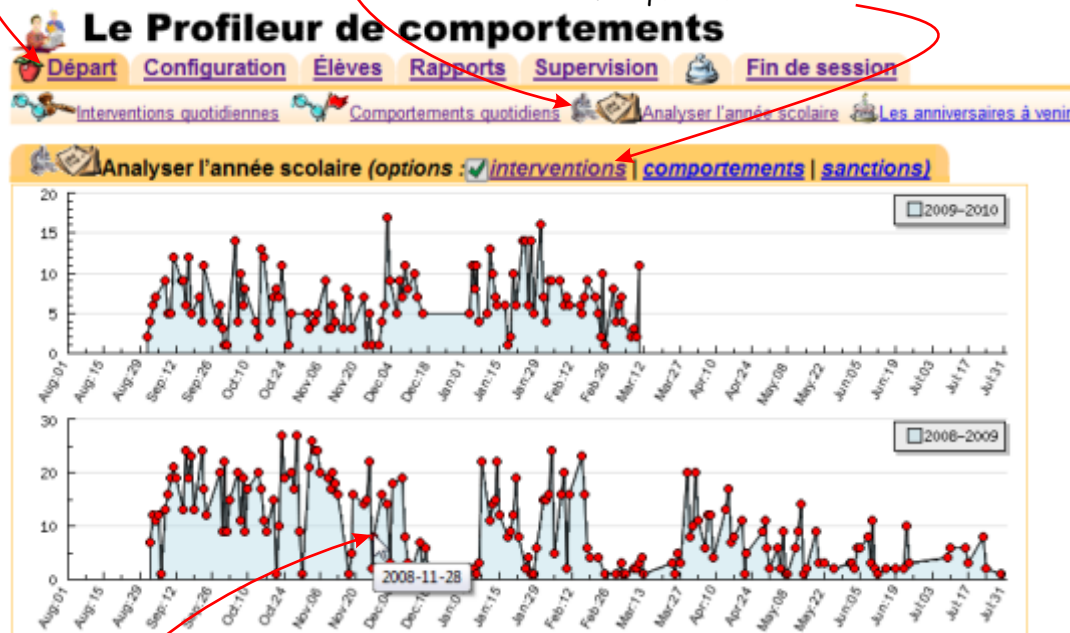 Le Profileur de comportements
Départ Configuration Élèves Rapports Supervision Fin de session
Interventions quotidiennes Comportements quotidiens Analyser l'année scolaire Les anniversaires à venir
Analyser l'année scolaire (options : interventions | comportements | sanctions)
20
2009-2010
15
10
5
0
Aug:01 Aug:15 Aug:29 Sep:12 Sep:26 Oct:10 Oct:24 Nov:06 Nov:20 Dec:04 Dec:18 Jan:01 Jan:15 Jan:29 Feb:12 Feb:26 Mar:12 Mar:27 Apr:10 Apr:24 May:08 May:22 Jun:05 Jun:19 Jul:03 Jul:17 Jul:31
30
2008-2009
20
10
0
2008-11-28
Aug:01 Aug:15 Aug:29 Sep:12 Sep:26 Oct:10 Oct:24 Nov:06 Nov:20 Dec:04 Dec:18 Jan:01 Jan:15 Jan:29 Feb:12 Feb:26 Mar:13 Mar:27 Apr:10 Apr:24 May:08 May:22 Jun:05 Jun:19 Jul:03 Jul:17 Jul:31